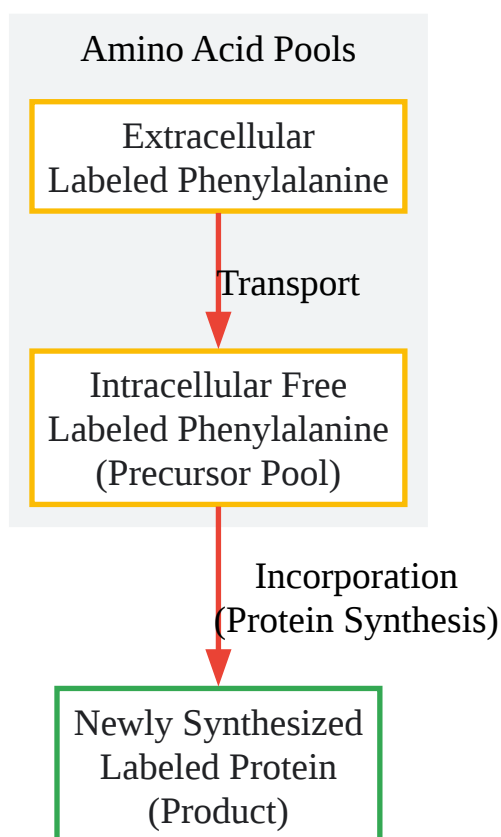 Amino Acid Pools
Extracellular
Labeled Phenylalanine
Transport
Intracellular Free
Labeled Phenylalanine
(Precursor Pool)
Incorporation
(Protein Synthesis)
Newly Synthesized
Labeled Protein
(Product)